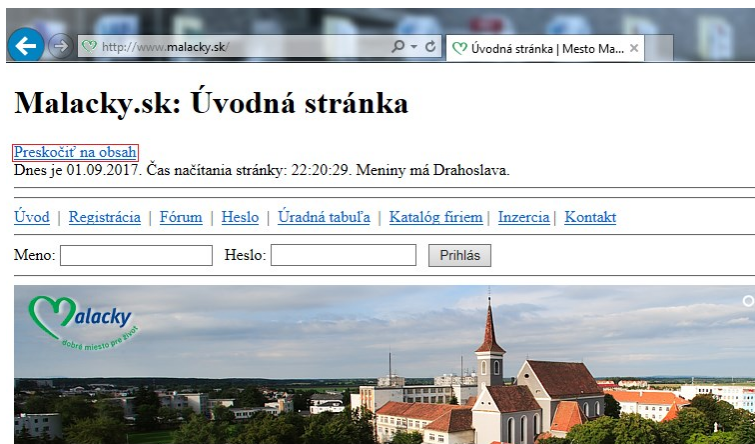 http://www.malacky.sk/
Úvodná stránka | Mesto Ma...
Malacky.sk: Úvodná stránka
Preskočiť na obsah
Dnes je 01.09.2017. Čas načítania stránky: 22:20:29. Meniny má Drahoslava.
Úvod | Registrácia | Fórum | Heslo | Úradná tabuľa | Katalóg firiem | Inzercia | Kontakt
Meno: Heslo: Prihlás
Malacky
dobré miesto pre život